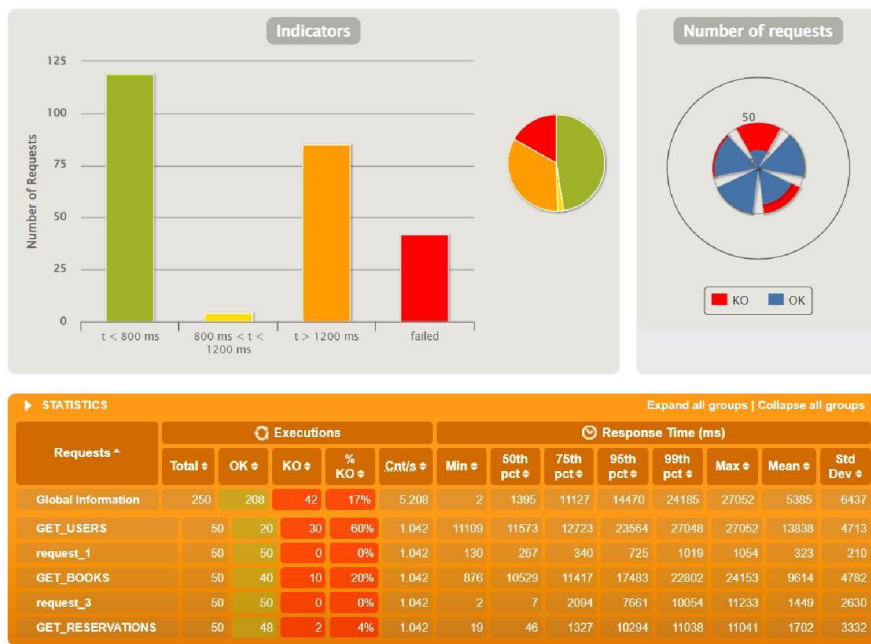 Indicators
125
100
75
50
25
0
Number of Requests
t < 800 ms
800 ms < t <
1200 ms
t > 1200 ms
failed
Number of requests
50
KO OK
STATISTICS Expand all groups | Collapse all groups
Requests Executions Response Time (ms)
Total OK KO % KO Cnt/s Min 50th pct 75th pct 95th pct 99th pct Max Mean Std Dev
Global Information 250 208 42 17% 5.208 2 1395 11127 14470 24185 27052 5385 6437
GET_USERS 50 20 30 60% 1.042 11109 11573 12723 23564 27048 27052 13838 4713
request_1 50 50 0 0% 1.042 130 267 340 725 1019 1054 323 210
GET_BOOKS 50 40 10 20% 1.042 876 10529 11417 17483 22802 24153 9614 4782
request_3 50 50 0 0% 1.042 2 7 2094 7661 10054 11233 1449 2630
GET_RESERVATIONS 50 48 2 4% 1.042 19 46 1327 10294 11038 11041 1702 3332